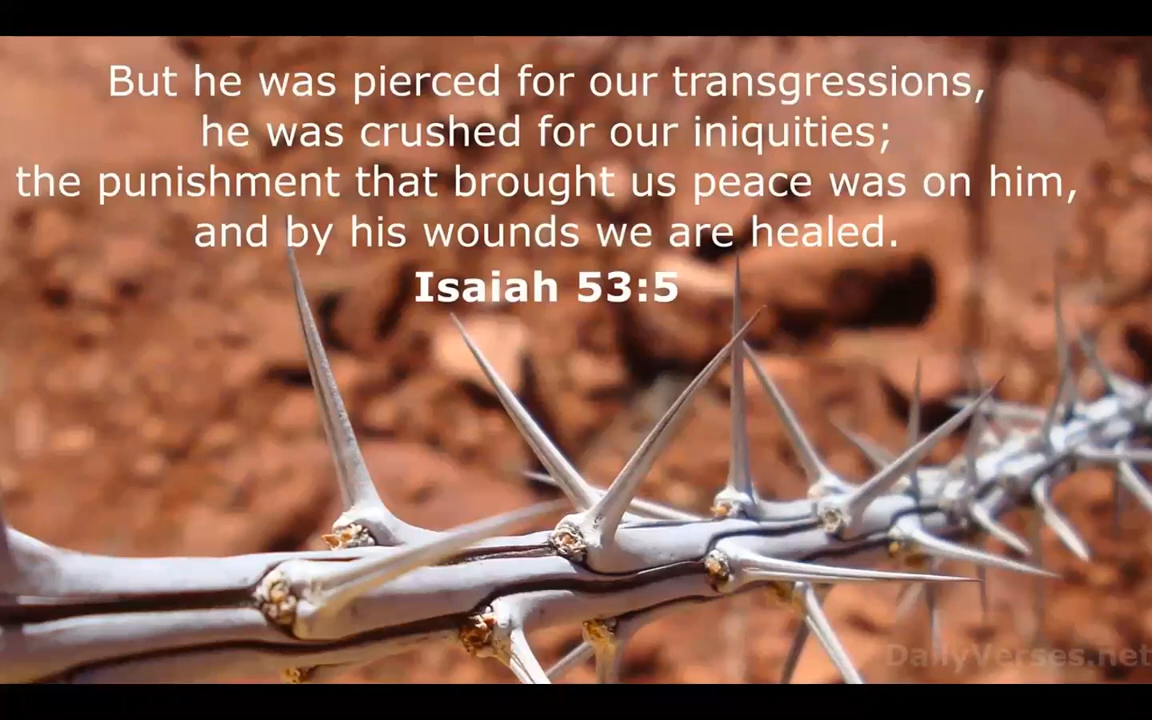 But he was pierced for our transgressions,
he was crushed for our iniquities;
the punishment that brought us peace was on him,
and by his wounds we are healed.
Isaiah 53:5
DailyVerses.net